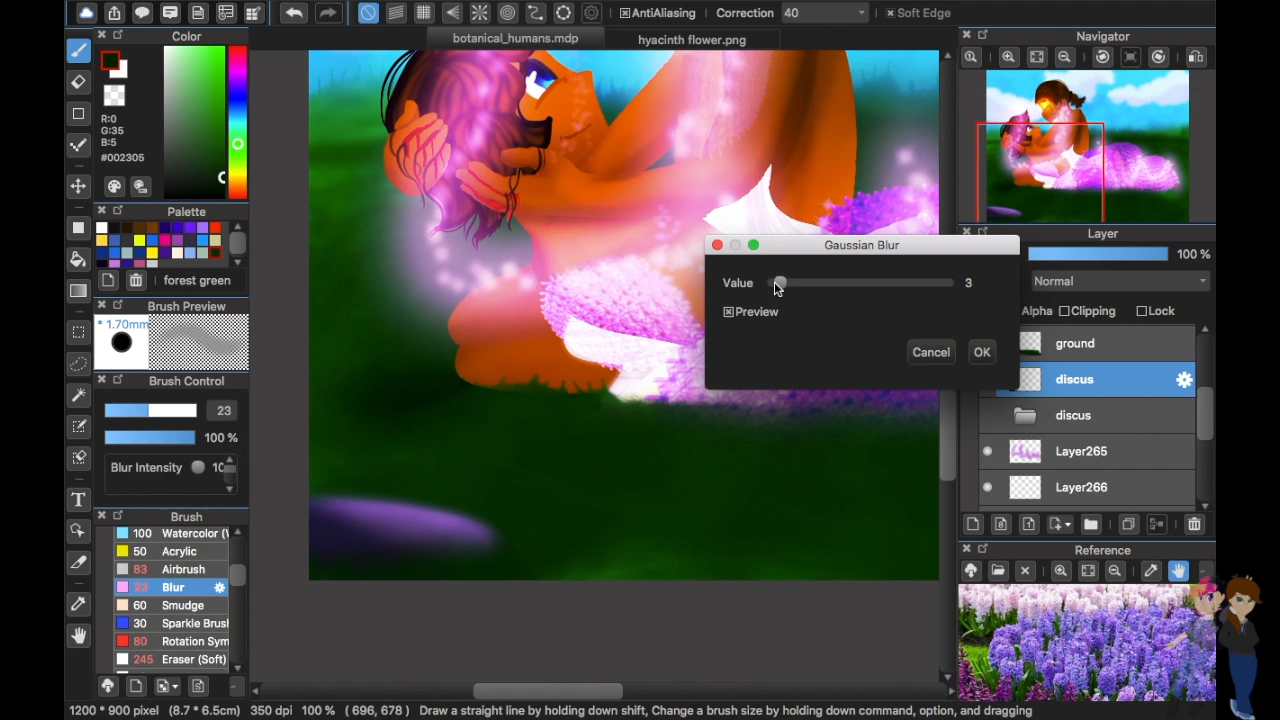 AntiAliasing Correction 40 Soft Edge
botanical_humans.mdp hyacinth flower.png
Color
R:0
G:35
B:5
#002305
Palette
forest green
Brush Preview
* 1.70mm
Brush Control
23
100 %
Blur Intensity
Brush
100 Watercolor (
50 Acrylic
83 Airbrush
23 Blur
60 Smudge
30 Sparkle Brus
80 Rotation Sym
245 Eraser (Soft)
Gaussian Blur
Value 3
Preview
Cancel OK
Navigator
Layer
100 %
Normal
Alpha Clipping Lock
ground
discus
discus
Layer265
Layer266
Reference
1200 * 900 pixel (8.7 * 6.5cm) 350 dpi 100 % ( 696, 678 ) Draw a straight line by holding down shift, Change a brush size by holding down command, option, and dragging